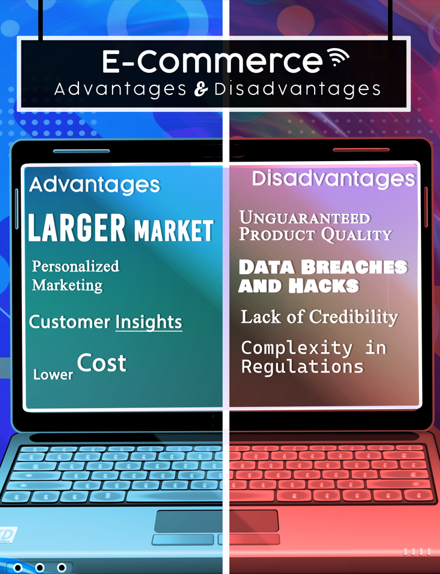 E-Commerce
Advantages & Disadvantages
Advantages
LARGER MARKET
Personalized
Marketing
Customer Insights
Lower Cost
Disadvantages
Unguaranteed
Product Quality
Data Breaches
and Hacks
Lack of Credibility
Complexity in
Regulations